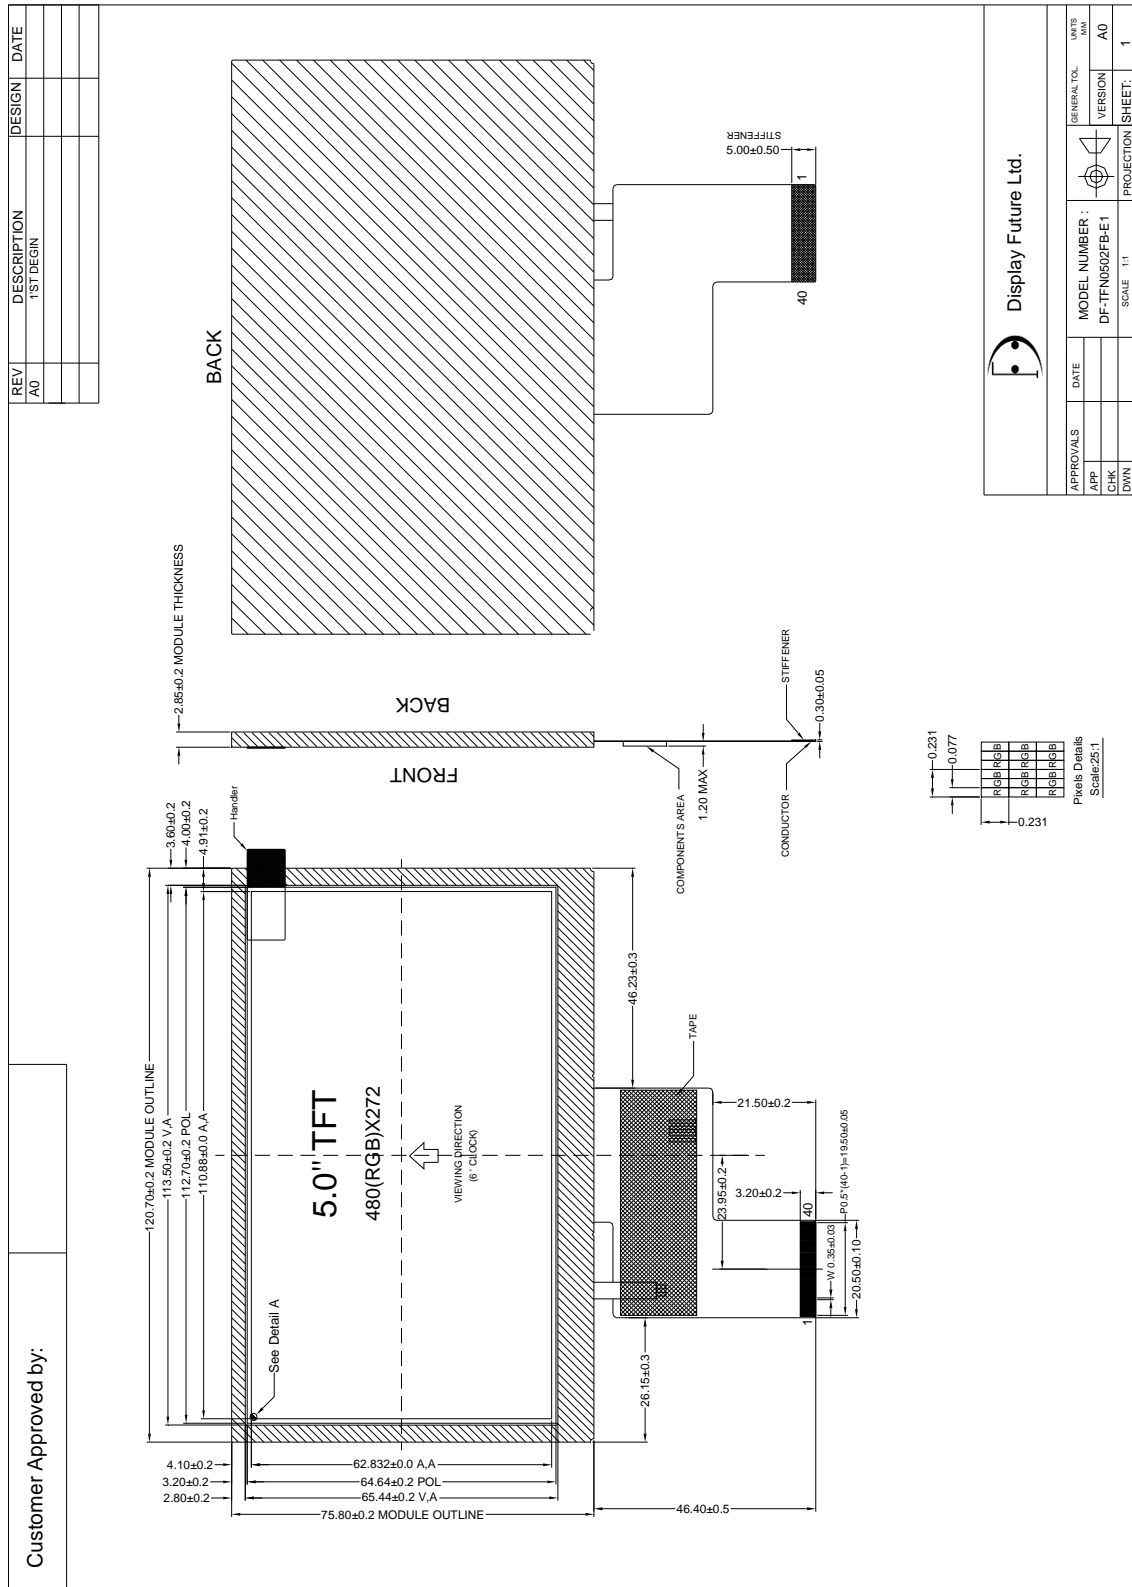 Customer Approved by:
REV
DESCRIPTION
DESIGN
DATE
A0
1'ST DEGIN
120.70±0.2 MODULE OUTLINE
113.50±0.2 V,A
112.70±0.2 POL
110.88±0.0 A,A
3.60±0.2
4.00±0.2
4.91±0.2
Handler
5.0" TFT
480(RGB)X272
VIEWING DIRECTION
(6 ' CLOCK)
See Detail A
4.10±0.2
3.20±0.2
2.80±0.2
62.832±0.0 A,A
64.64±0.2 POL
65.44±0.2 V,A
75.80±0.2 MODULE OUTLINE
46.40±0.5
46.23±0.3
26.15±0.3
TAPE
21.50±0.2
23.95±0.2
3.20±0.2
1
40
W 0.35±0.03
P0.5*(40-1)=19.50±0.05
20.50±0.10
2.85±0.2 MODULE THICKNESS
FRONT
BACK
COMPONENTS AREA
1.20 MAX
CONDUCTOR
STIFFENER
0.30±0.05
BACK
STIFFENER
5.00±0.50
40
1
0.231
0.077
RGB RGB RGB
RGB RGB RGB
RGB RGB RGB
0.231
Pixels Details
Scale:25:1
Display Future Ltd.
APPROVALS
DATE
APP
CHK
DWN
MODEL NUMBER :
DF-TFN0502FB-E1
SCALE 1:1
PROJECTION
GENERAL TOL.
UNITS
MM
VERSION
A0
SHEET:
1